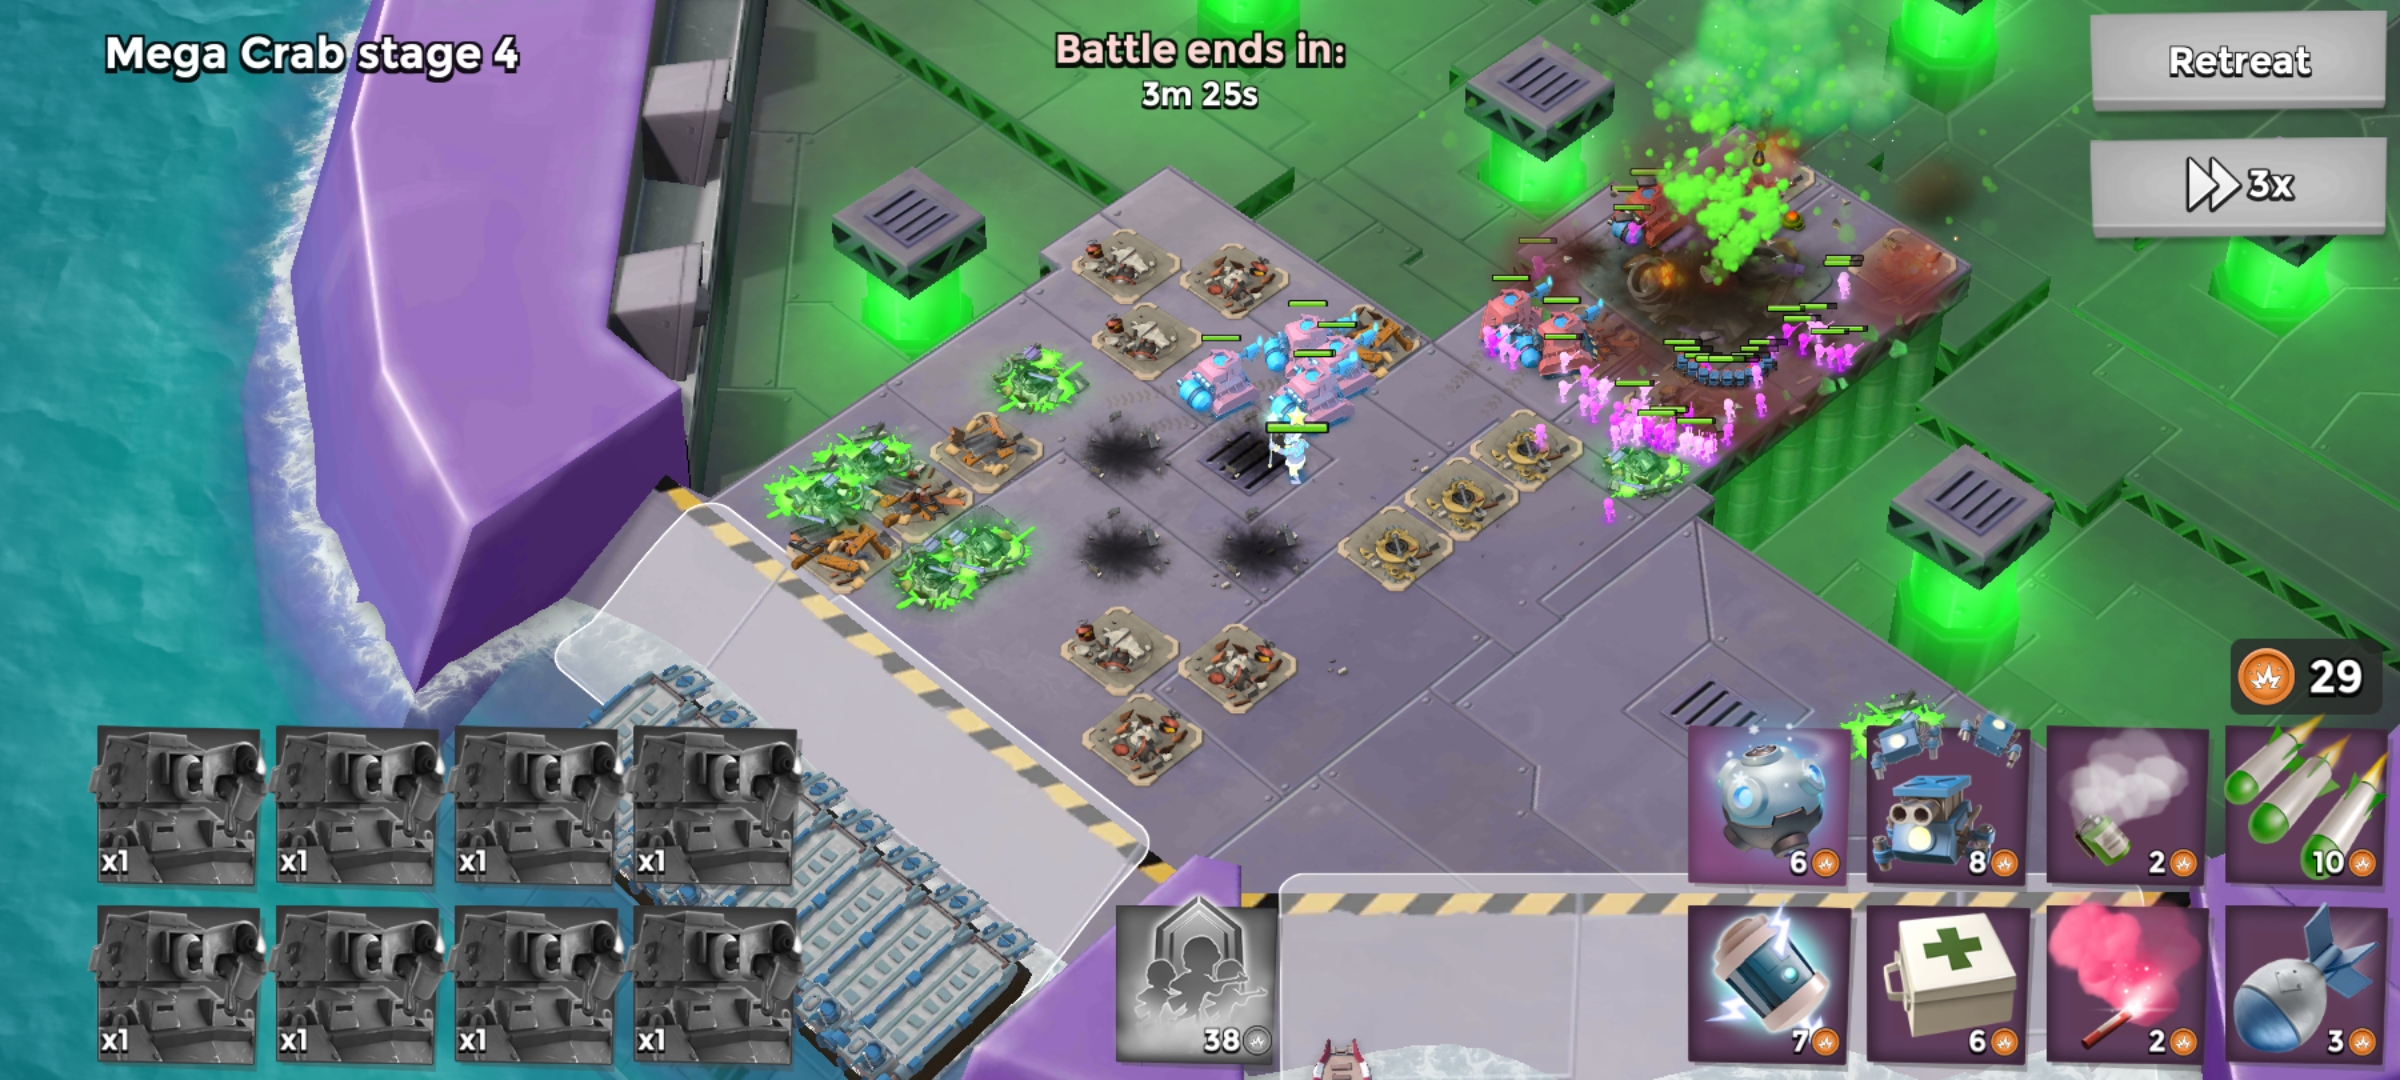 Mega Crab stage 4
Battle ends in:
3m 25s
Retreat
3x
29
x1
x1
x1
x1
6
8
2
10
x1
x1
x1
x1
38
7
6
2
3